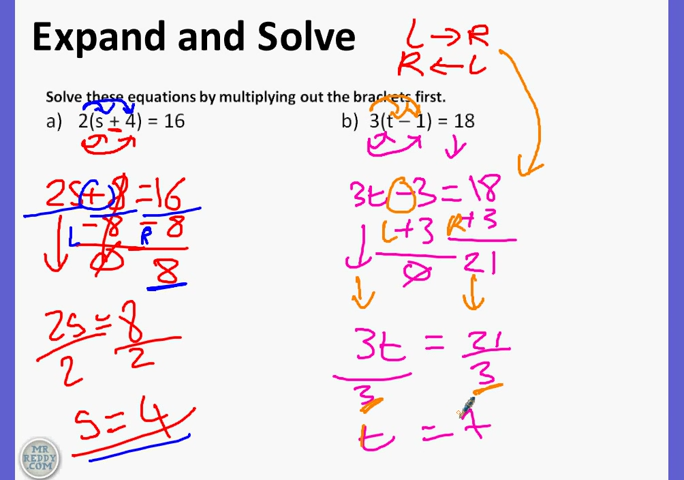 Expand and Solve
L → R
R ← L
Solve these equations by multiplying out the brackets first.
a) 2(s + 4) = 16
2s + 8 = 16
L - 8 = R 8
0 8
2s = 8
2 2
s = 4
b) 3(t − 1) = 18
3t - 3 = 18
L + 3 R + 3
0 21
3t = 21
3 3
t = 7
MR
REDDY
.COM